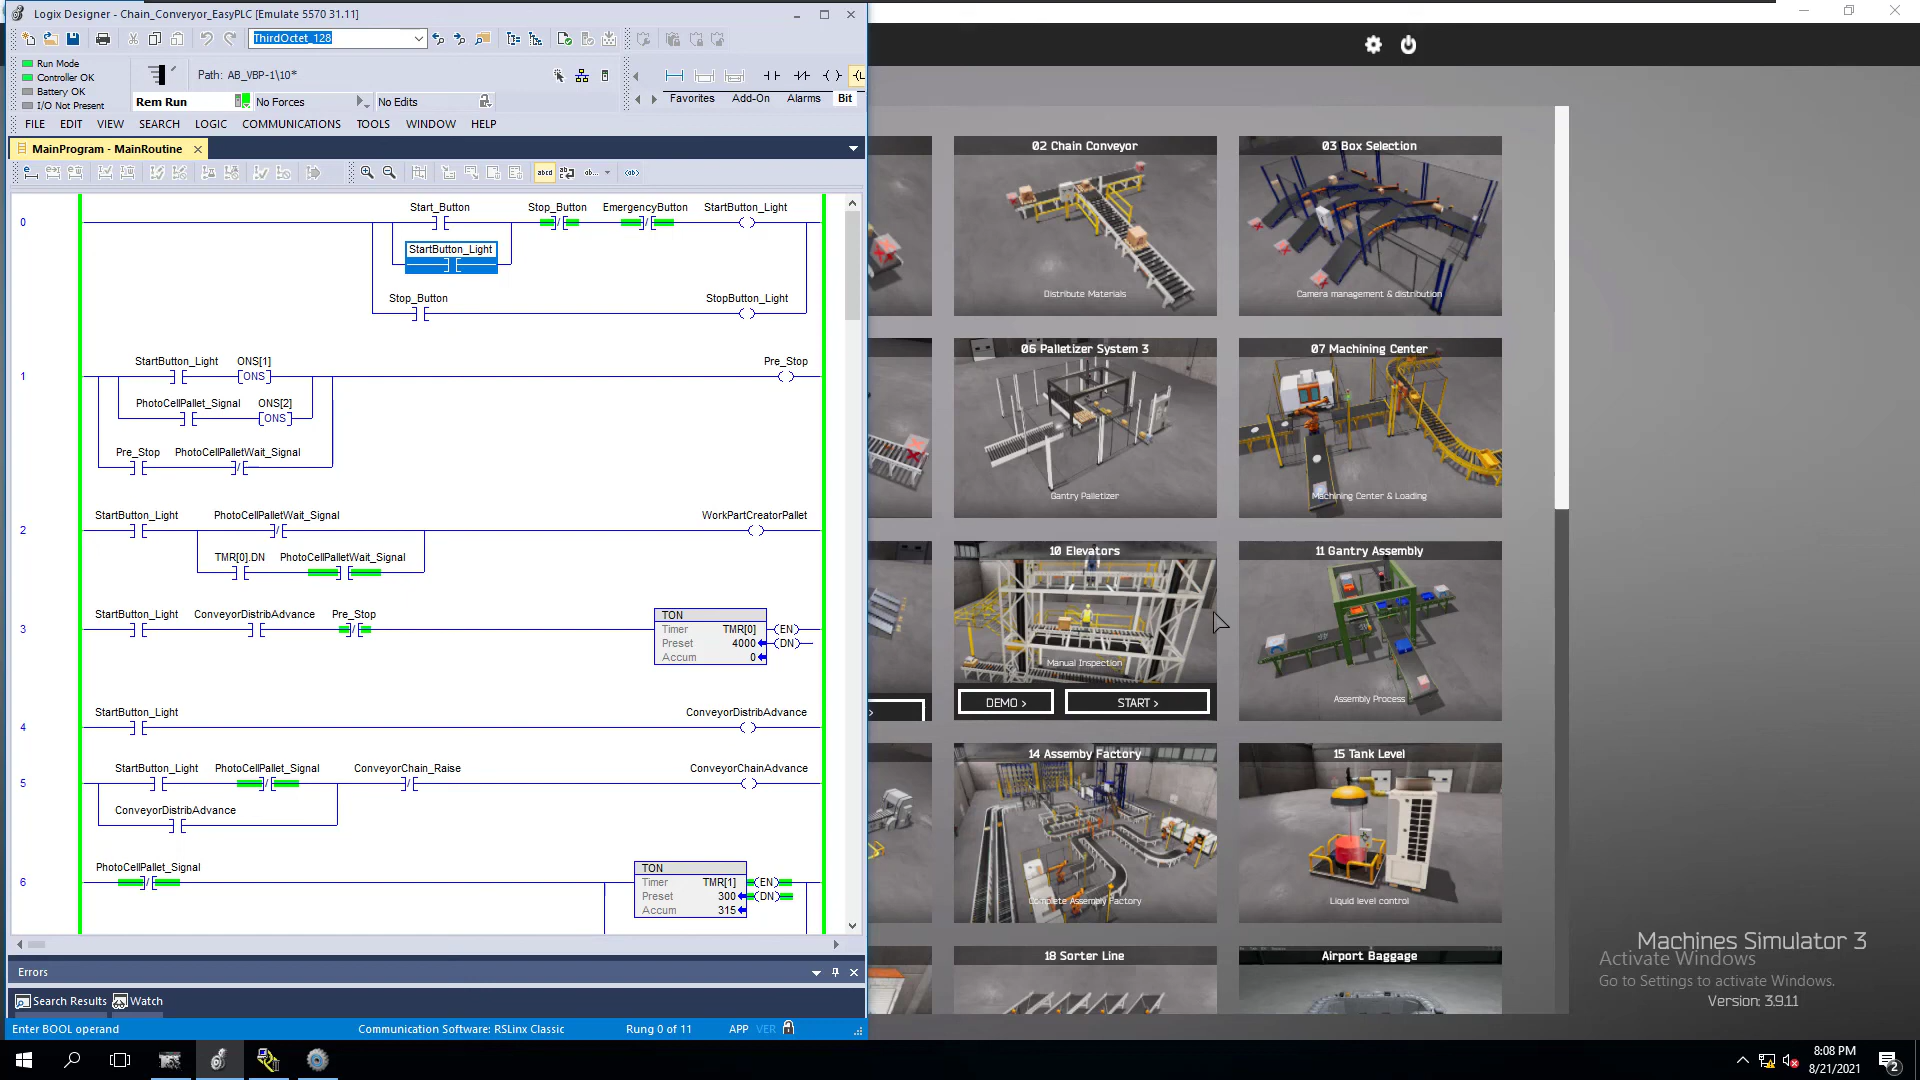 Logix Designer - Chain_Converyor_EasyPLC [Emulate 5570 31.11]
ThirdOctet_128
Run Mode
Controller OK
Battery OK
I/O Not Present
Path: AB_VBP-1\10*
Rem Run
No Forces
No Edits
Favorites Add-On Alarms Bit
FILE EDIT VIEW SEARCH LOGIC COMMUNICATIONS TOOLS WINDOW HELP
MainProgram - MainRoutine
0
Start_Button Stop_Button EmergencyButton StartButton_Light
StartButton_Light
Stop_Button StopButton_Light
1
StartButton_Light ONS[1] Pre_Stop
ONS
PhotoCellPallet_Signal ONS[2]
ONS
Pre_Stop PhotoCellPalletWait_Signal
2
StartButton_Light PhotoCellPalletWait_Signal WorkPartCreatorPallet
TMR[0].DN PhotoCellPalletWait_Signal
3
StartButton_Light ConveyorDistribAdvance Pre_Stop
TON
Timer TMR[0] EN
Preset 4000 DN
Accum 0
4
StartButton_Light ConveyorDistribAdvance
5
StartButton_Light PhotoCellPallet_Signal ConveyorChain_Raise ConveyorChainAdvance
ConveyorDistribAdvance
6
PhotoCellPallet_Signal
TON
Timer TMR[1] EN
Preset 300 DN
Accum 315
Errors
Search Results Watch
Enter BOOL operand
Communication Software: RSLinx Classic
Rung 0 of 11
APP VER
02 Chain Conveyor
Distribute Materials
03 Box Selection
Camera management & distribution
06 Palletizer System 3
Gantry Palletizer
07 Machining Center
Machining Center & Loading
10 Elevators
Manual Inspection
DEMO >
START >
11 Gantry Assembly
Assembly Process
14 Assemby Factory
Complete Assembly Factory
15 Tank Level
Liquid level control
18 Sorter Line
Airport Baggage
Machines Simulator 3
Activate Windows
Go to Settings to activate Windows.
Version: 3.9.1.1
8:08 PM
8/21/2021
2